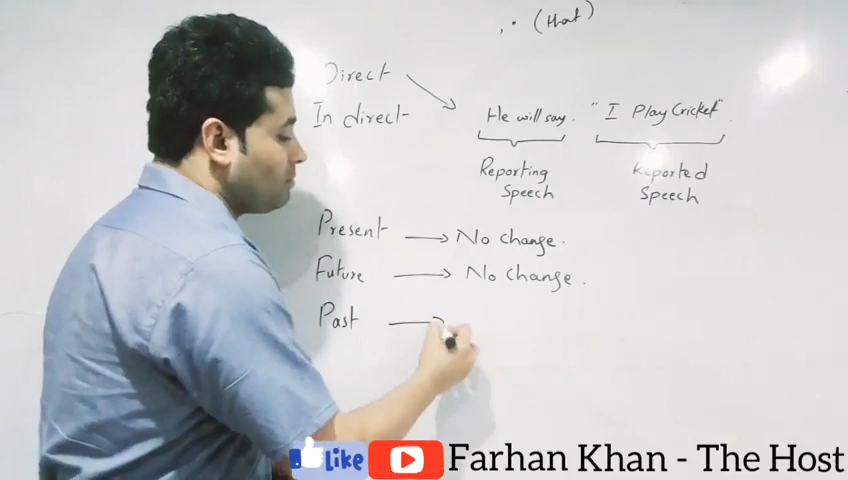 , . (that)
Direct
In direct
He will say. "I Play Cricket".
Reporting Speech
Reported Speech
Present → No change.
Future → No change.
Past
Like
Farhan Khan - The Host